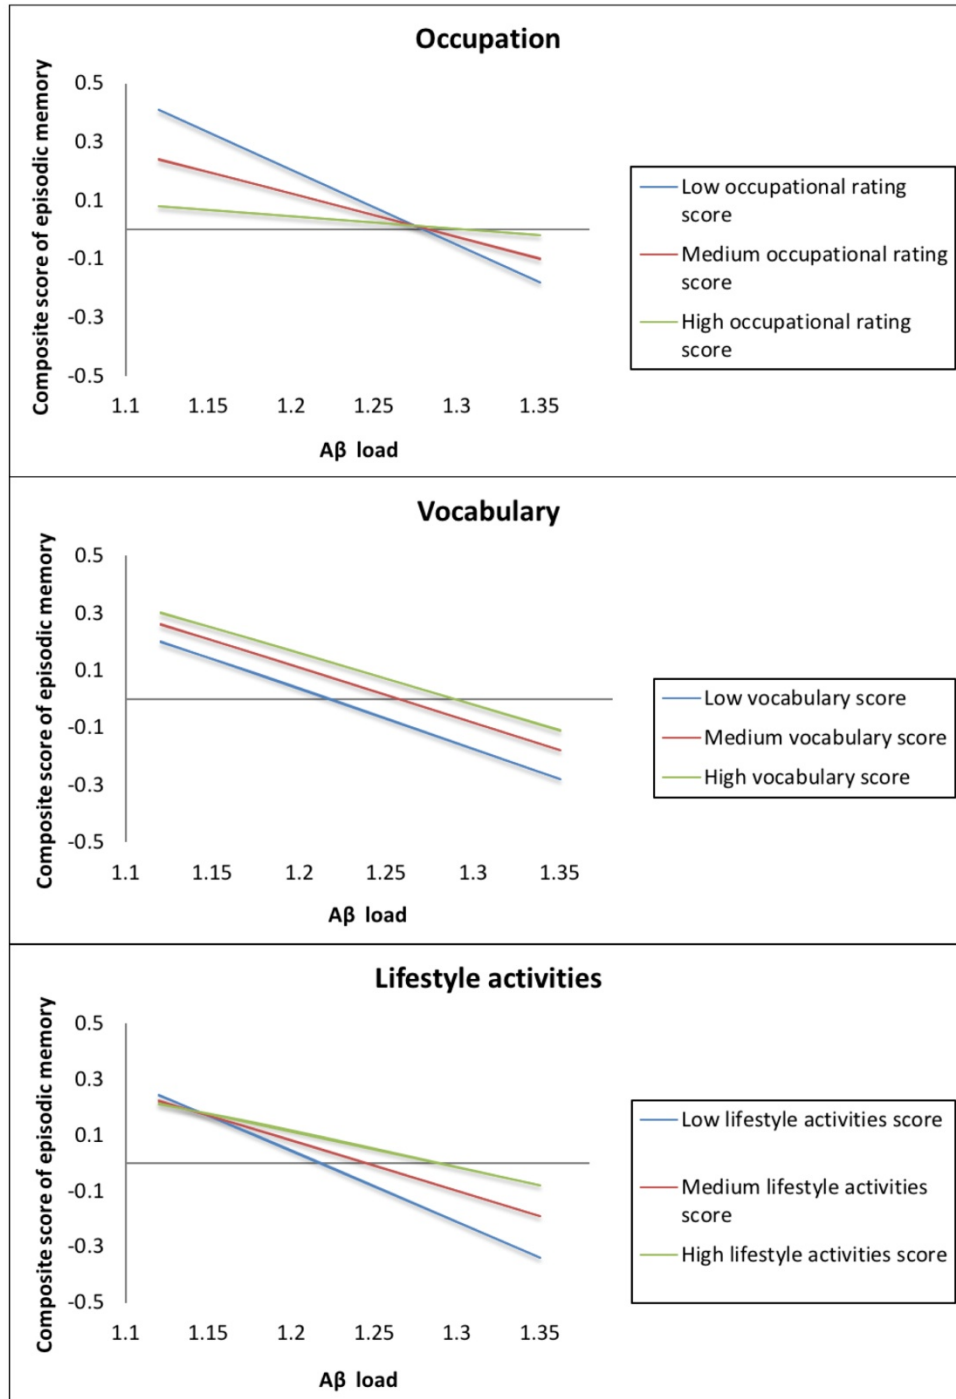 Occupation
Composite score of episodic memory
0.5
0.3
0.1
-0.1
-0.3
-0.5
1.1 1.15 1.2 1.25 1.3 1.35
Aβ load
Low occupational rating
score
Medium occupational rating
score
High occupational rating
score
Vocabulary
Composite score of episodic memory
0.5
0.3
0.1
-0.1
-0.3
-0.5
1.1 1.15 1.2 1.25 1.3 1.35
Aβ load
Low vocabulary score
Medium vocabulary score
High vocabulary score
Lifestyle activities
Composite score of episodic memory
0.5
0.3
0.1
-0.1
-0.3
-0.5
1.1 1.15 1.2 1.25 1.3 1.35
Aβ load
Low lifestyle activities score
Medium lifestyle activities
score
High lifestyle activities score